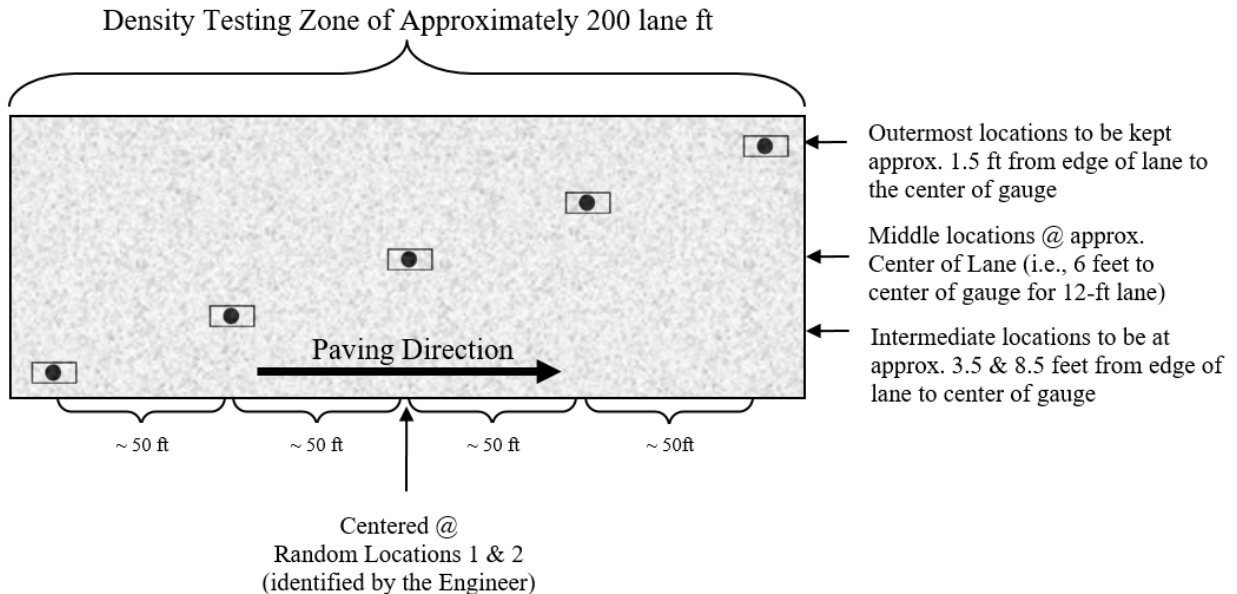 Density Testing Zone of Approximately 200 lane ft
Outermost locations to be kept
approx. 1.5 ft from edge of lane to
the center of gauge
Middle locations @ approx.
Center of Lane (i.e., 6 feet to
center of gauge for 12-ft lane)
Intermediate locations to be at
approx. 3.5 & 8.5 feet from edge of
lane to center of gauge
Paving Direction
~ 50 ft
~ 50 ft
~ 50 ft
~ 50ft
Centered @
Random Locations 1 & 2
(identified by the Engineer)